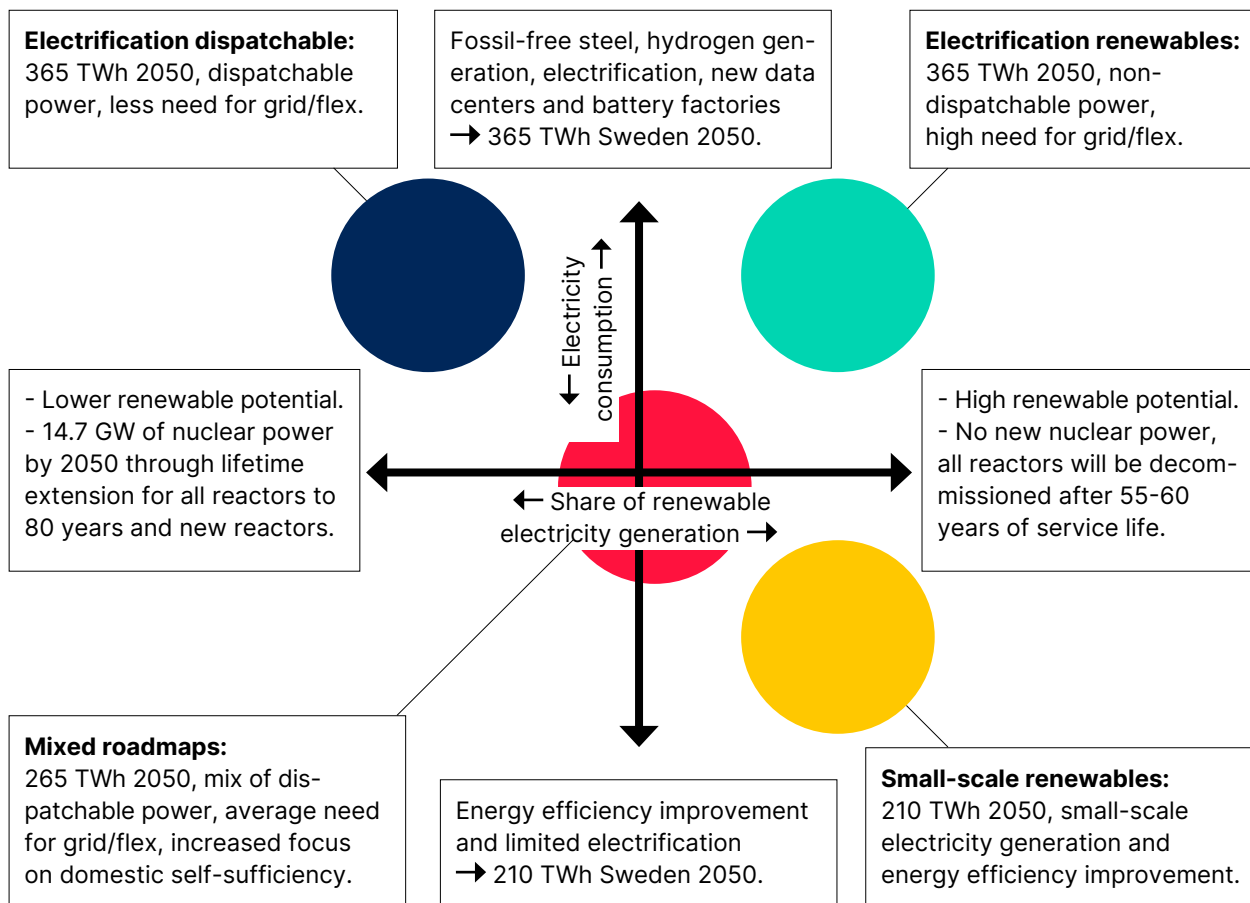 Electrification dispatchable:
365 TWh 2050, dispatchable
power, less need for grid/flex.
Fossil-free steel, hydrogen gen-
eration, electrification, new data
centers and battery factories
→ 365 TWh Sweden 2050.
Electrification renewables:
365 TWh 2050, non-
dispatchable power,
high need for grid/flex.
← Electricity
consumption →
- Lower renewable potential.
- 14.7 GW of nuclear power
by 2050 through lifetime
extension for all reactors to
80 years and new reactors.
← Share of renewable
electricity generation →
- High renewable potential.
- No new nuclear power,
all reactors will be decom-
missioned after 55-60
years of service life.
Mixed roadmaps:
265 TWh 2050, mix of dis-
patchable power, average need
for grid/flex, increased focus
on domestic self-sufficiency.
Energy efficiency improvement
and limited electrification
→ 210 TWh Sweden 2050.
Small-scale renewables:
210 TWh 2050, small-scale
electricity generation and
energy efficiency improvement.